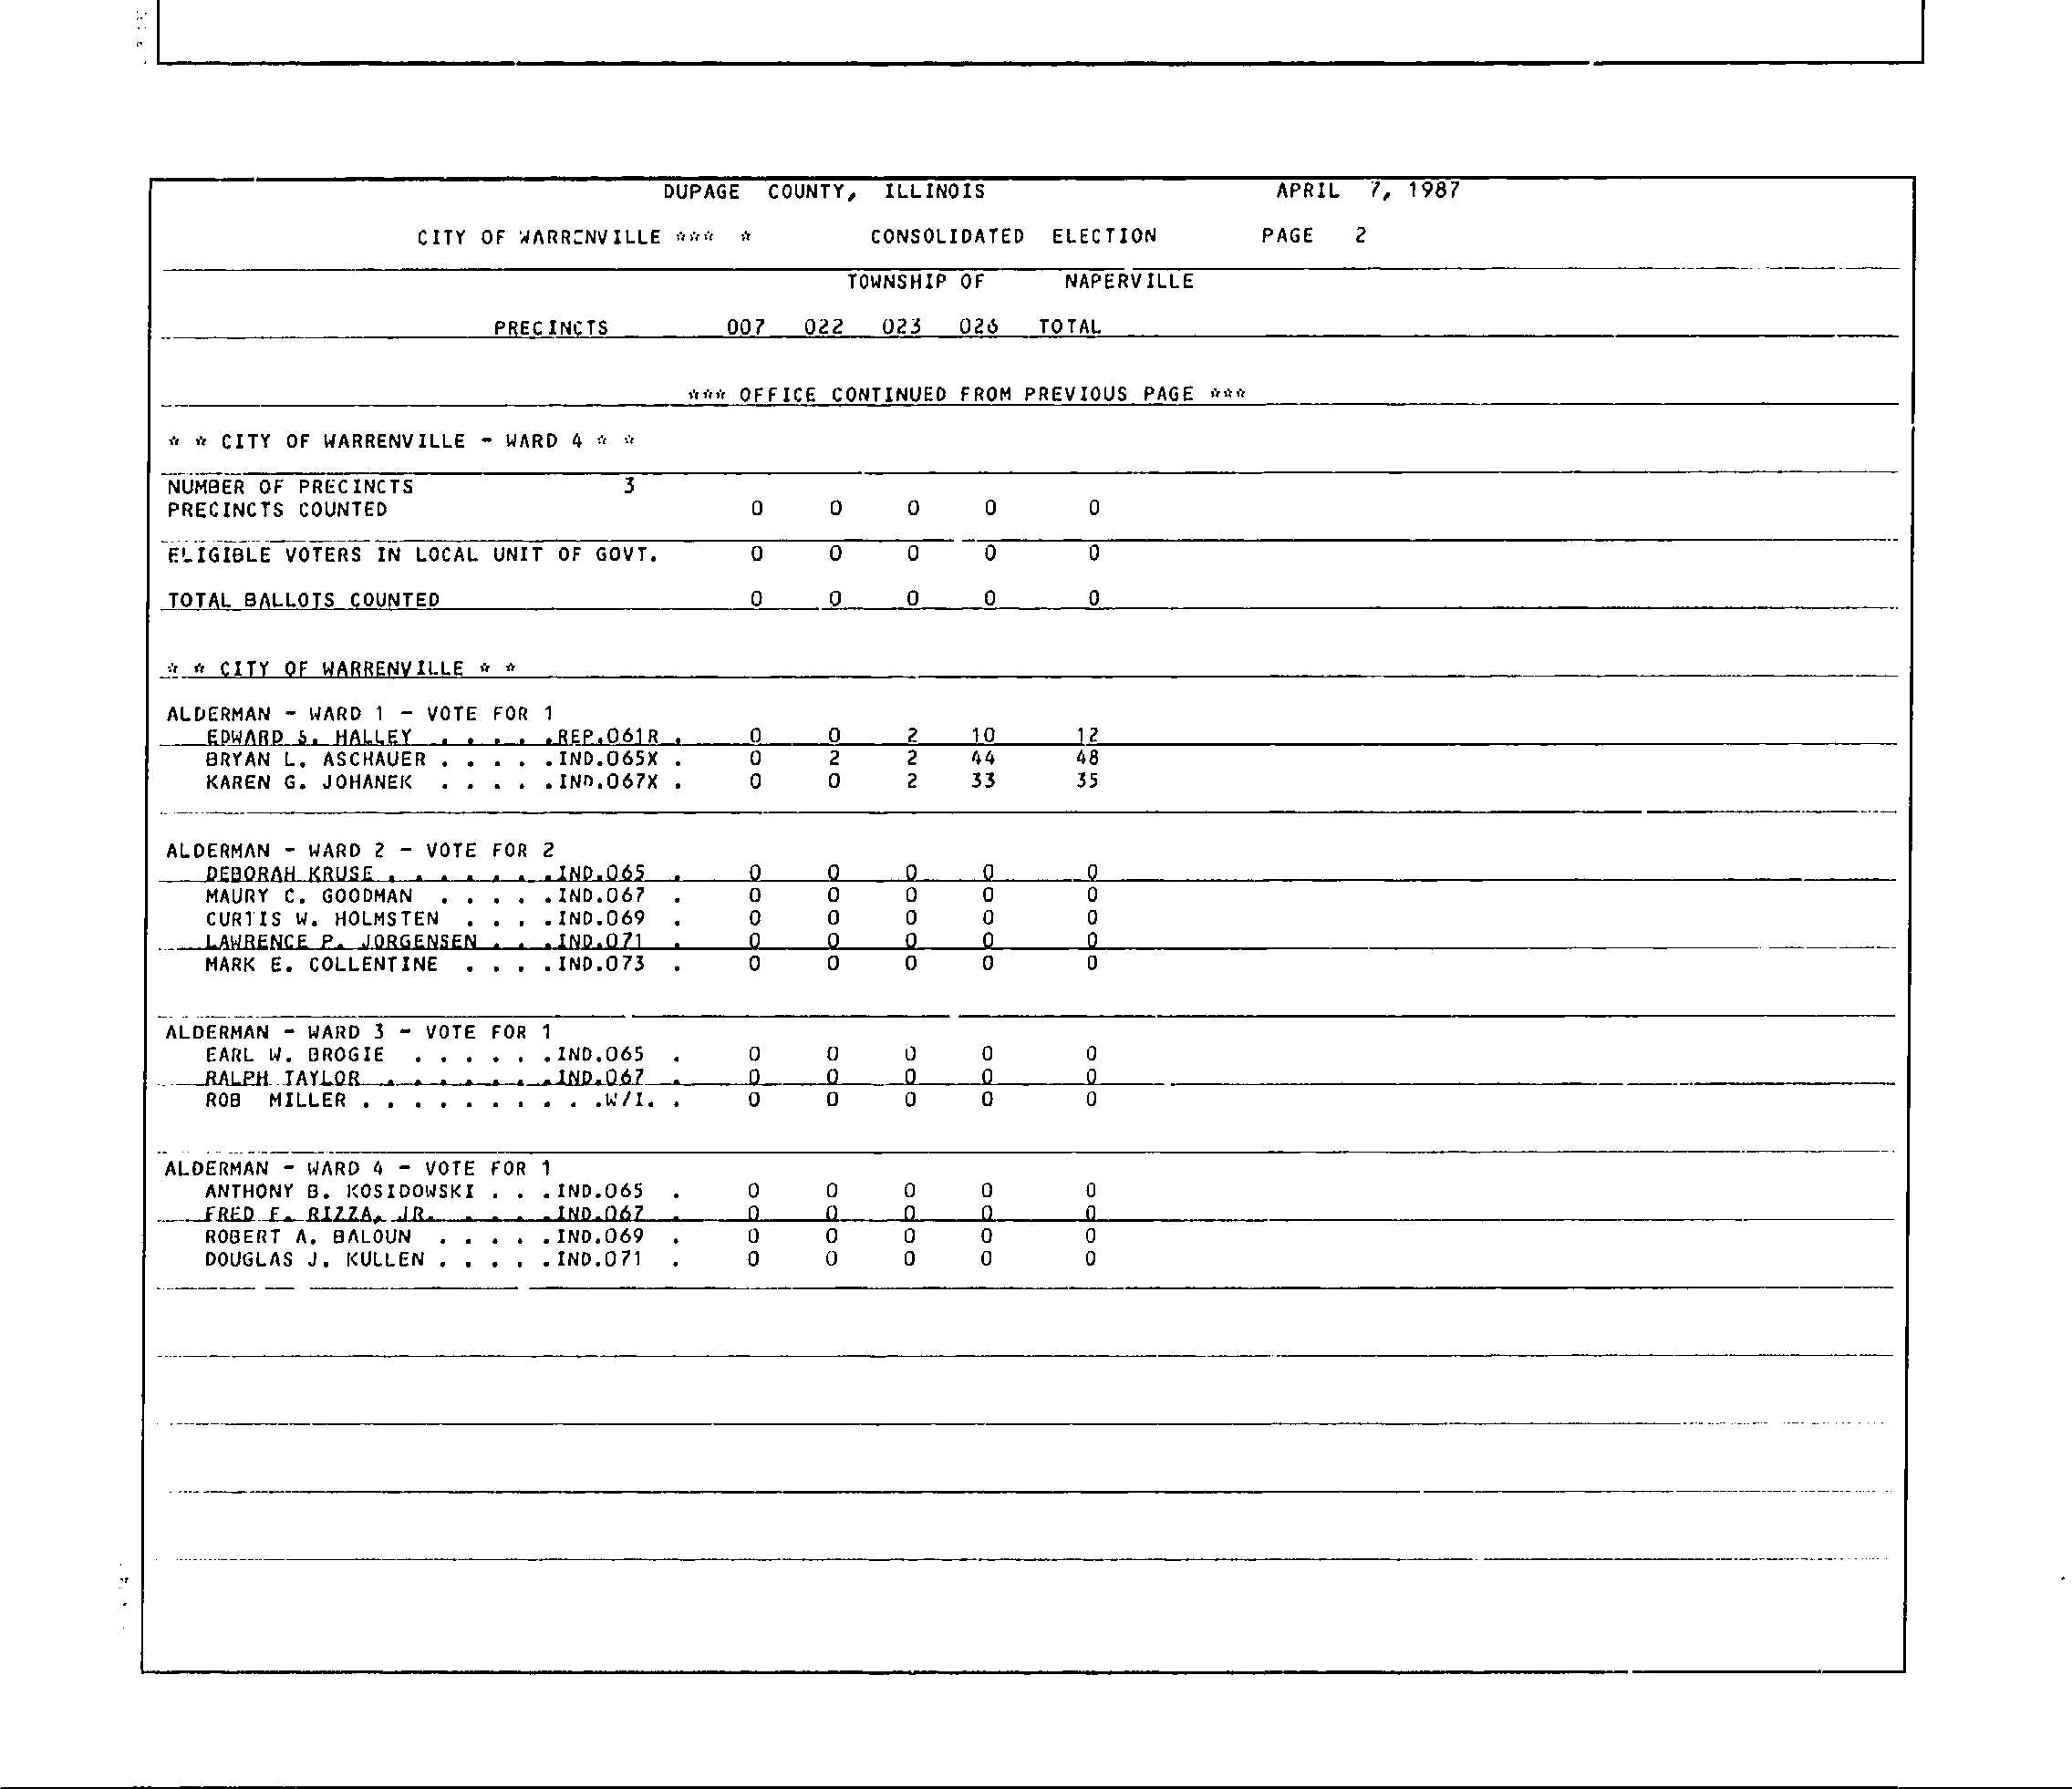 DUPAGE COUNTY, ILLINOIS APRIL 7, 1987
CITY OF WARRENVILLE *** * CONSOLIDATED ELECTION PAGE 2
TOWNSHIP OF NAPERVILLE
PRECINCTS 007 022 023 026 TOTAL
*** OFFICE CONTINUED FROM PREVIOUS PAGE ***
* * CITY OF WARRENVILLE - WARD 4 * *
NUMBER OF PRECINCTS 3
PRECINCTS COUNTED 0 0 0 0 0
ELIGIBLE VOTERS IN LOCAL UNIT OF GOVT. 0 0 0 0 0
TOTAL BALLOTS COUNTED 0 0 0 0 0
* * CITY OF WARRENVILLE * *
ALDERMAN - WARD 1 - VOTE FOR 1
EDWARD S. HALLEY . . . . .REP.061R . 0 0 2 10 12
BRYAN L. ASCHAUER . . . . .IND.065X . 0 2 2 44 48
KAREN G. JOHANEK . . . . .IND.067X . 0 0 2 33 35
ALDERMAN - WARD 2 - VOTE FOR 2
DEBORAH KRUSE . . . . . . .IND.065 . 0 0 0 0 0
MAURY C. GOODMAN . . . . .IND.067 . 0 0 0 0 0
CURTIS W. HOLMSTEN . . . .IND.069 . 0 0 0 0 0
LAWRENCE P. JORGENSEN . . .IND.071 . 0 0 0 0 0
MARK E. COLLENTINE . . . .IND.073 . 0 0 0 0 0
ALDERMAN - WARD 3 - VOTE FOR 1
EARL W. BROGIE . . . . . .IND.065 . 0 0 0 0 0
RALPH TAYLOR . . . . . . .IND.067 . 0 0 0 0 0
ROB MILLER . . . . . . . . . .W/I. . 0 0 0 0 0
ALDERMAN - WARD 4 - VOTE FOR 1
ANTHONY B. KOSIDOWSKI . . .IND.065 . 0 0 0 0 0
FRED F. RIZZA, JR. . . . . .IND.067 . 0 0 0 0 0
ROBERT A. BALOUN . . . . .IND.069 . 0 0 0 0 0
DOUGLAS J. KULLEN . . . . .IND.071 . 0 0 0 0 0